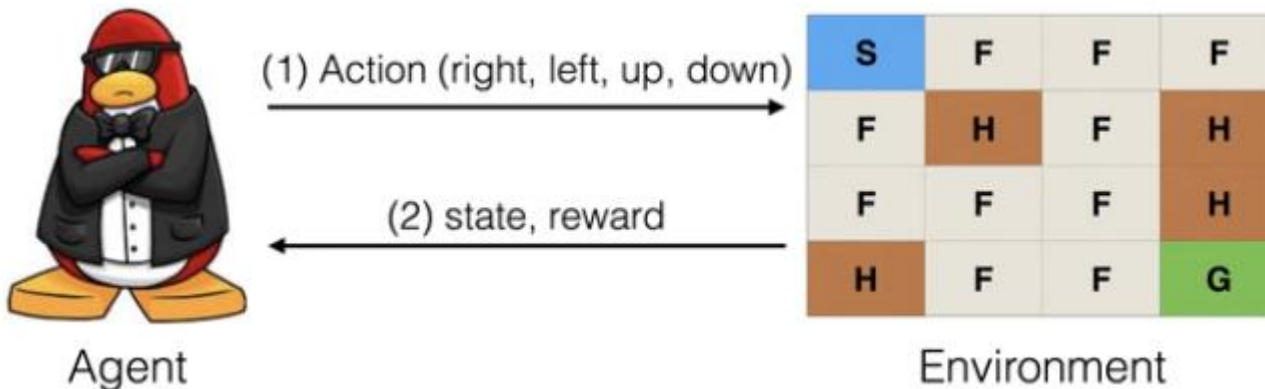 (1) Action (right, left, up, down)
(2) state, reward
Agent
S F F F
F H F H
F F F H
H F F G
Environment